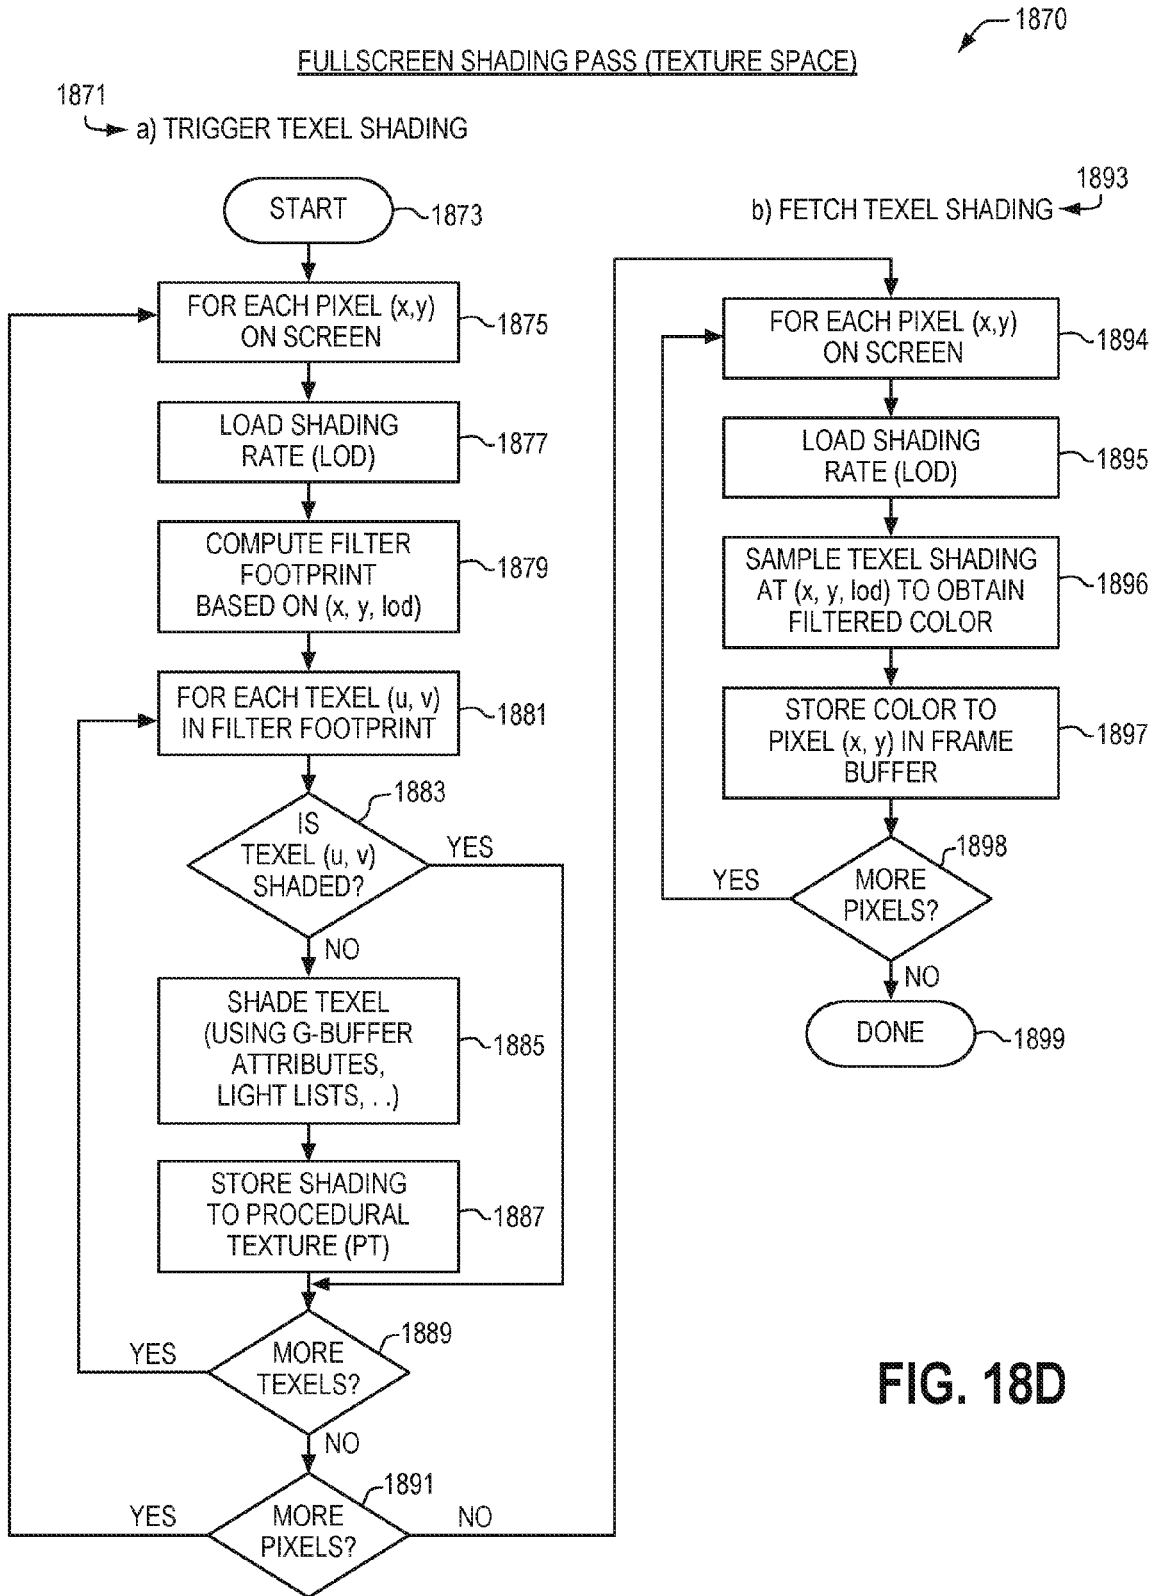 1870
FULLSCREEN SHADING PASS (TEXTURE SPACE)
1871
a) TRIGGER TEXEL SHADING
START
1873
FOR EACH PIXEL (x,y)
ON SCREEN
1875
LOAD SHADING
RATE (LOD)
1877
COMPUTE FILTER
FOOTPRINT
BASED ON (x, y, lod)
1879
FOR EACH TEXEL (u, v)
IN FILTER FOOTPRINT
1881
1883
IS
TEXEL (u, v)
SHADED?
YES
NO
SHADE TEXEL
(USING G-BUFFER
ATTRIBUTES,
LIGHT LISTS, . .)
1885
STORE SHADING
TO PROCEDURAL
TEXTURE (PT)
1887
1889
MORE
TEXELS?
YES
NO
1891
MORE
PIXELS?
YES
NO
1893
b) FETCH TEXEL SHADING
FOR EACH PIXEL (x,y)
ON SCREEN
1894
LOAD SHADING
RATE (LOD)
1895
SAMPLE TEXEL SHADING
AT (x, y, lod) TO OBTAIN
FILTERED COLOR
1896
STORE COLOR TO
PIXEL (x, y) IN FRAME
BUFFER
1897
1898
MORE
PIXELS?
YES
NO
DONE
1899
FIG. 18D